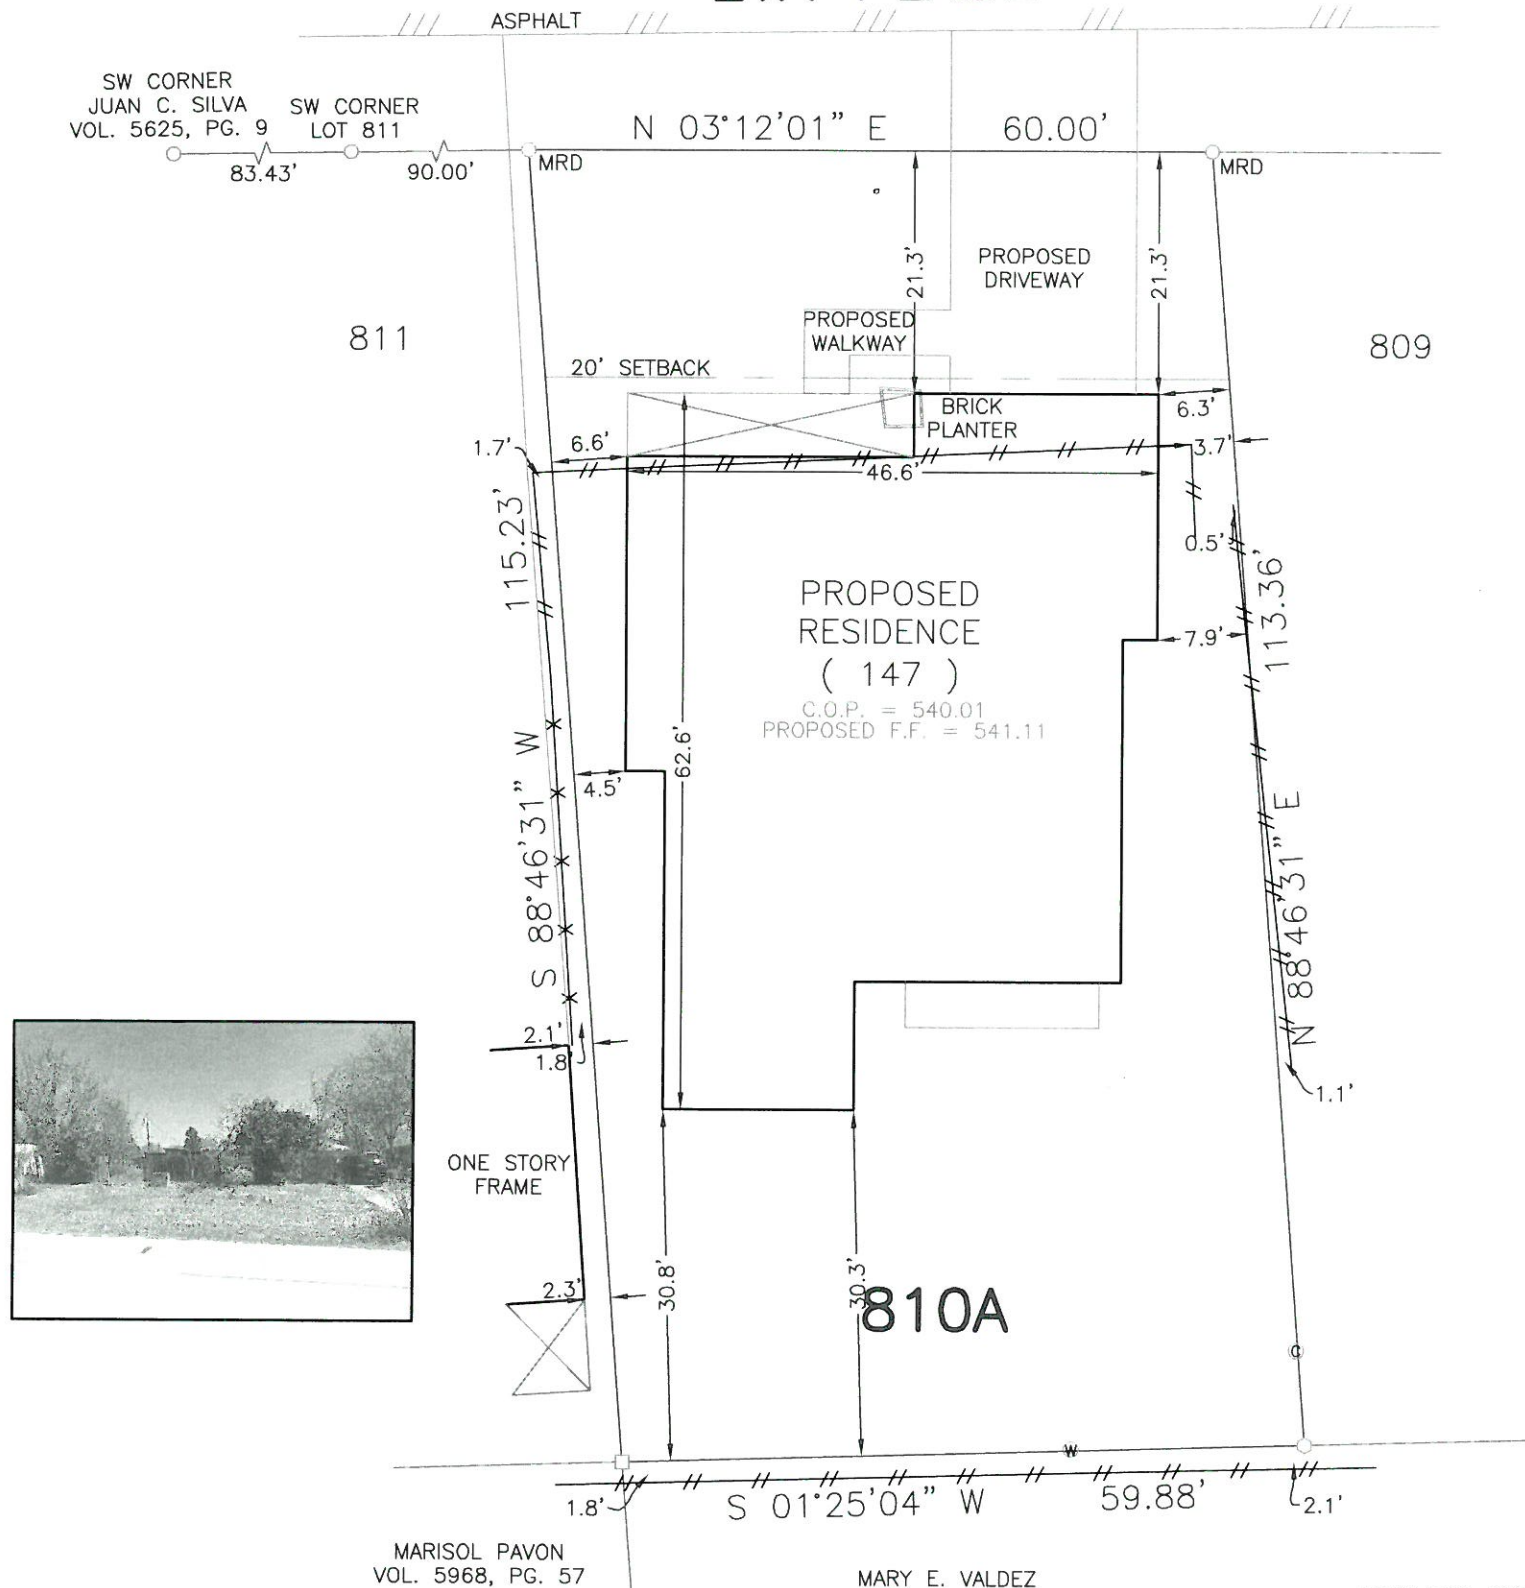 ASPHALT
SW CORNER
JUAN C. SILVA
VOL. 5625, PG. 9
SW CORNER
LOT 811
83.43'
90.00'
MRD
N 03°12'01" E 60.00'
MRD
21.3'
PROPOSED
DRIVEWAY
21.3'
PROPOSED
WALKWAY
811
809
20' SETBACK
BRICK
PLANTER
6.3'
1.7'
6.6'
46.6'
3.7'
0.5'
S 88°46'31" W 115.23'
N 88°46'31" E 113.36'
PROPOSED
RESIDENCE
( 147 )
C.O.P. = 540.01
PROPOSED F.F. = 541.11
7.9'
62.6'
4.5'
2.1'
1.8'
1.1'
ONE STORY
FRAME
2.3'
30.8'
30.3'
810A
C
W
1.8'
S 01°25'04" W 59.88'
2.1'
MARISOL PAVON
VOL. 5968, PG. 57
MARY E. VALDEZ